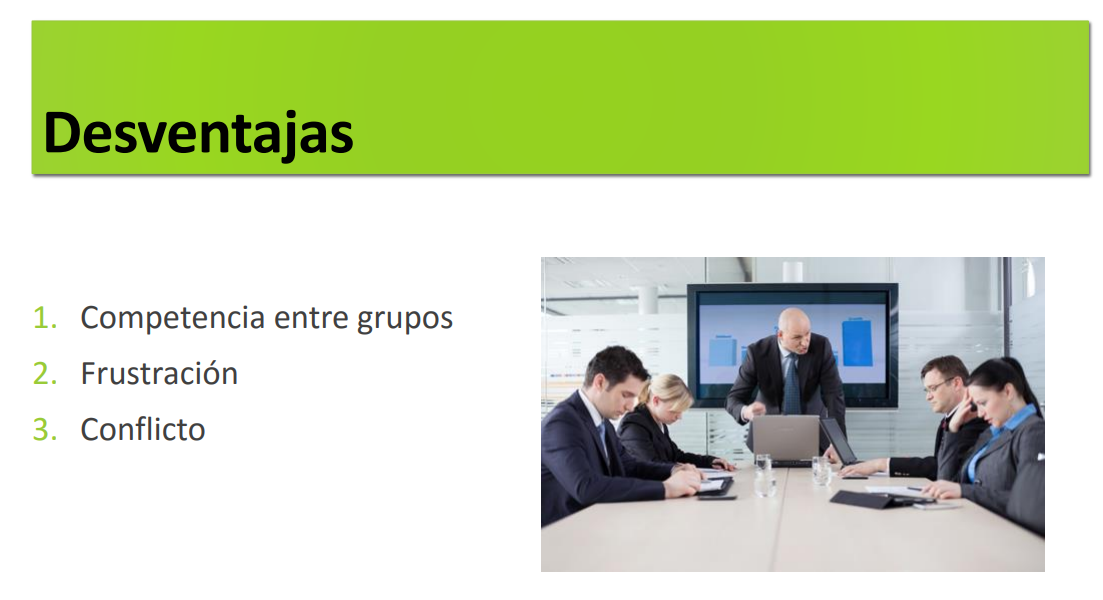 Desventajas
1. Competencia entre grupos
2. Frustración
3. Conflicto